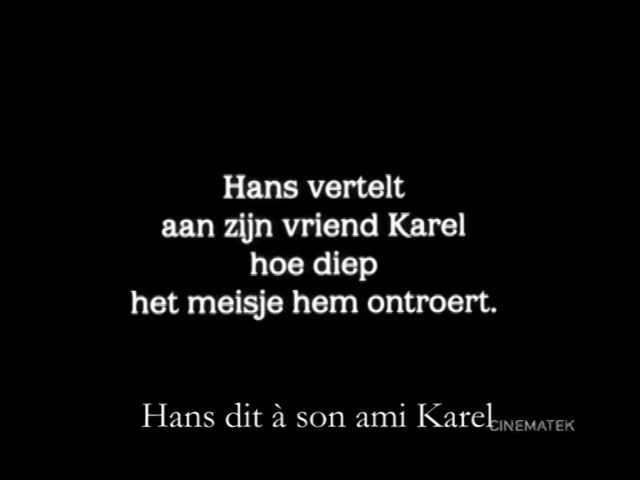 Hans vertelt
aan zijn vriend Karel
hoe diep
het meisje hem ontroert.
Hans dit à son ami Karel
CINEMATEK